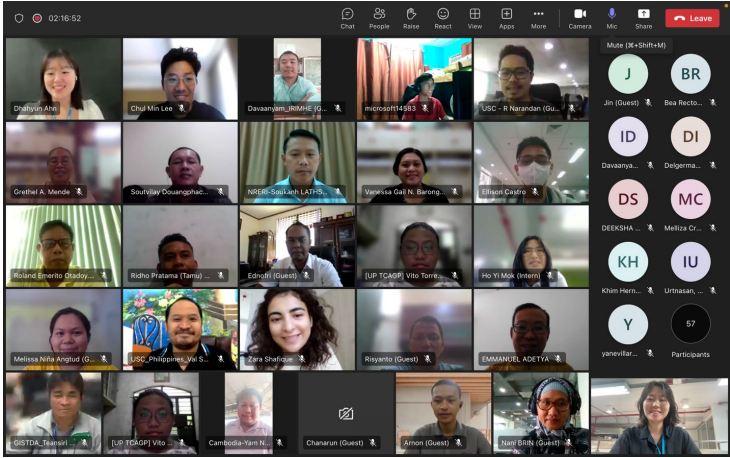 02:16:52
Chat
People
Raise
React
View
Apps
More
Camera
Mic
Share
Leave
Mute (⌘+Shift+M)
Dhahyun Ahn
Chul Min Lee
Davaanyam_IRIMHE (G...
microsoft14583
USC - R Narandan (Gu...
J
Jin (Guest)
BR
Bea Recto...
Grethel A. Mende
Soutvilay Douangphac...
NRERI-Soukanh LATHS...
Vanessa Gail N. Barong...
Ellison Castro
ID
Davaanya...
DI
Delgerma...
Roland Emerito Otadoy...
Ridho Pratama (Tamu) ...
Ednofri (Guest)
[UP TCAGP] Vito Torre...
Ho Yi Mok (Intern)
DS
DEEKSHA ...
MC
Melliza Cr...
KH
Khim Hern...
IU
Urtnasan, ...
Melissa Niña Angtud (G...
USC_Philippines_Val S...
Zara Shafique
Risyanto (Guest)
EMMANUEL ADETYA
Y
yanevillar...
57
Participants
GISTDA_Teansiri ...
[UP TCAGP] Vito ...
Cambodia-Yam N...
Chanarun (Guest)
Arnon (Guest)
Nani BRIN (Guest)